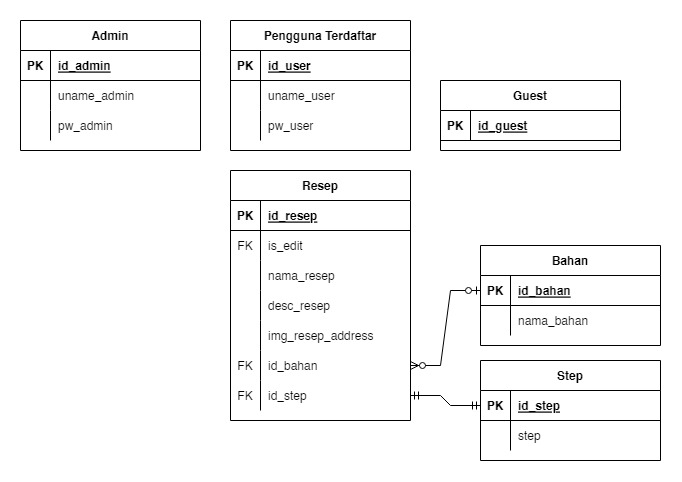 Admin
PK id_admin
uname_admin
pw_admin
Pengguna Terdaftar
PK id_user
uname_user
pw_user
Guest
PK id_guest
Resep
PK id_resep
FK is_edit
nama_resep
desc_resep
img_resep_address
FK id_bahan
FK id_step
Bahan
PK id_bahan
nama_bahan
Step
PK id_step
step